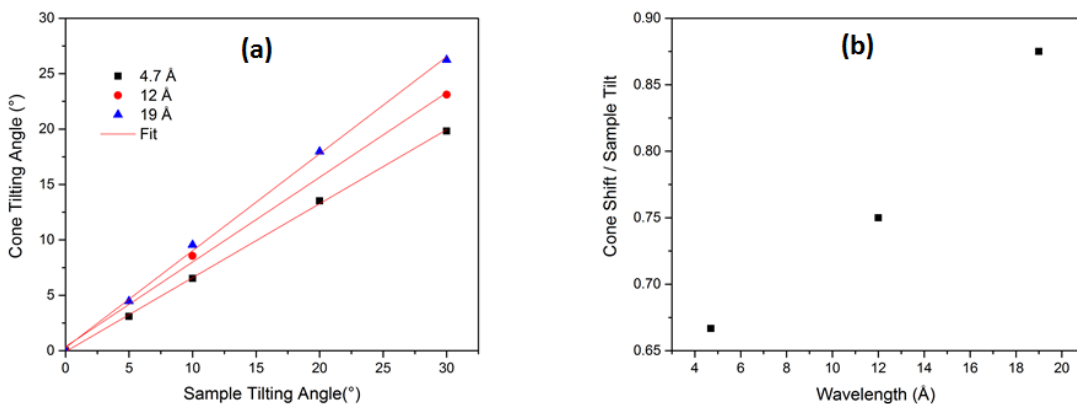 (a)
30
25
20
15
10
5
0
Cone Tilting Angle (°)
4.7 Å
12 Å
19 Å
Fit
0 5 10 15 20 25 30
Sample Tilting Angle(°)
(b)
0.90
0.85
0.80
0.75
0.70
0.65
Cone Shift / Sample Tilt
4 6 8 10 12 14 16 18 20
Wavelength (Å)